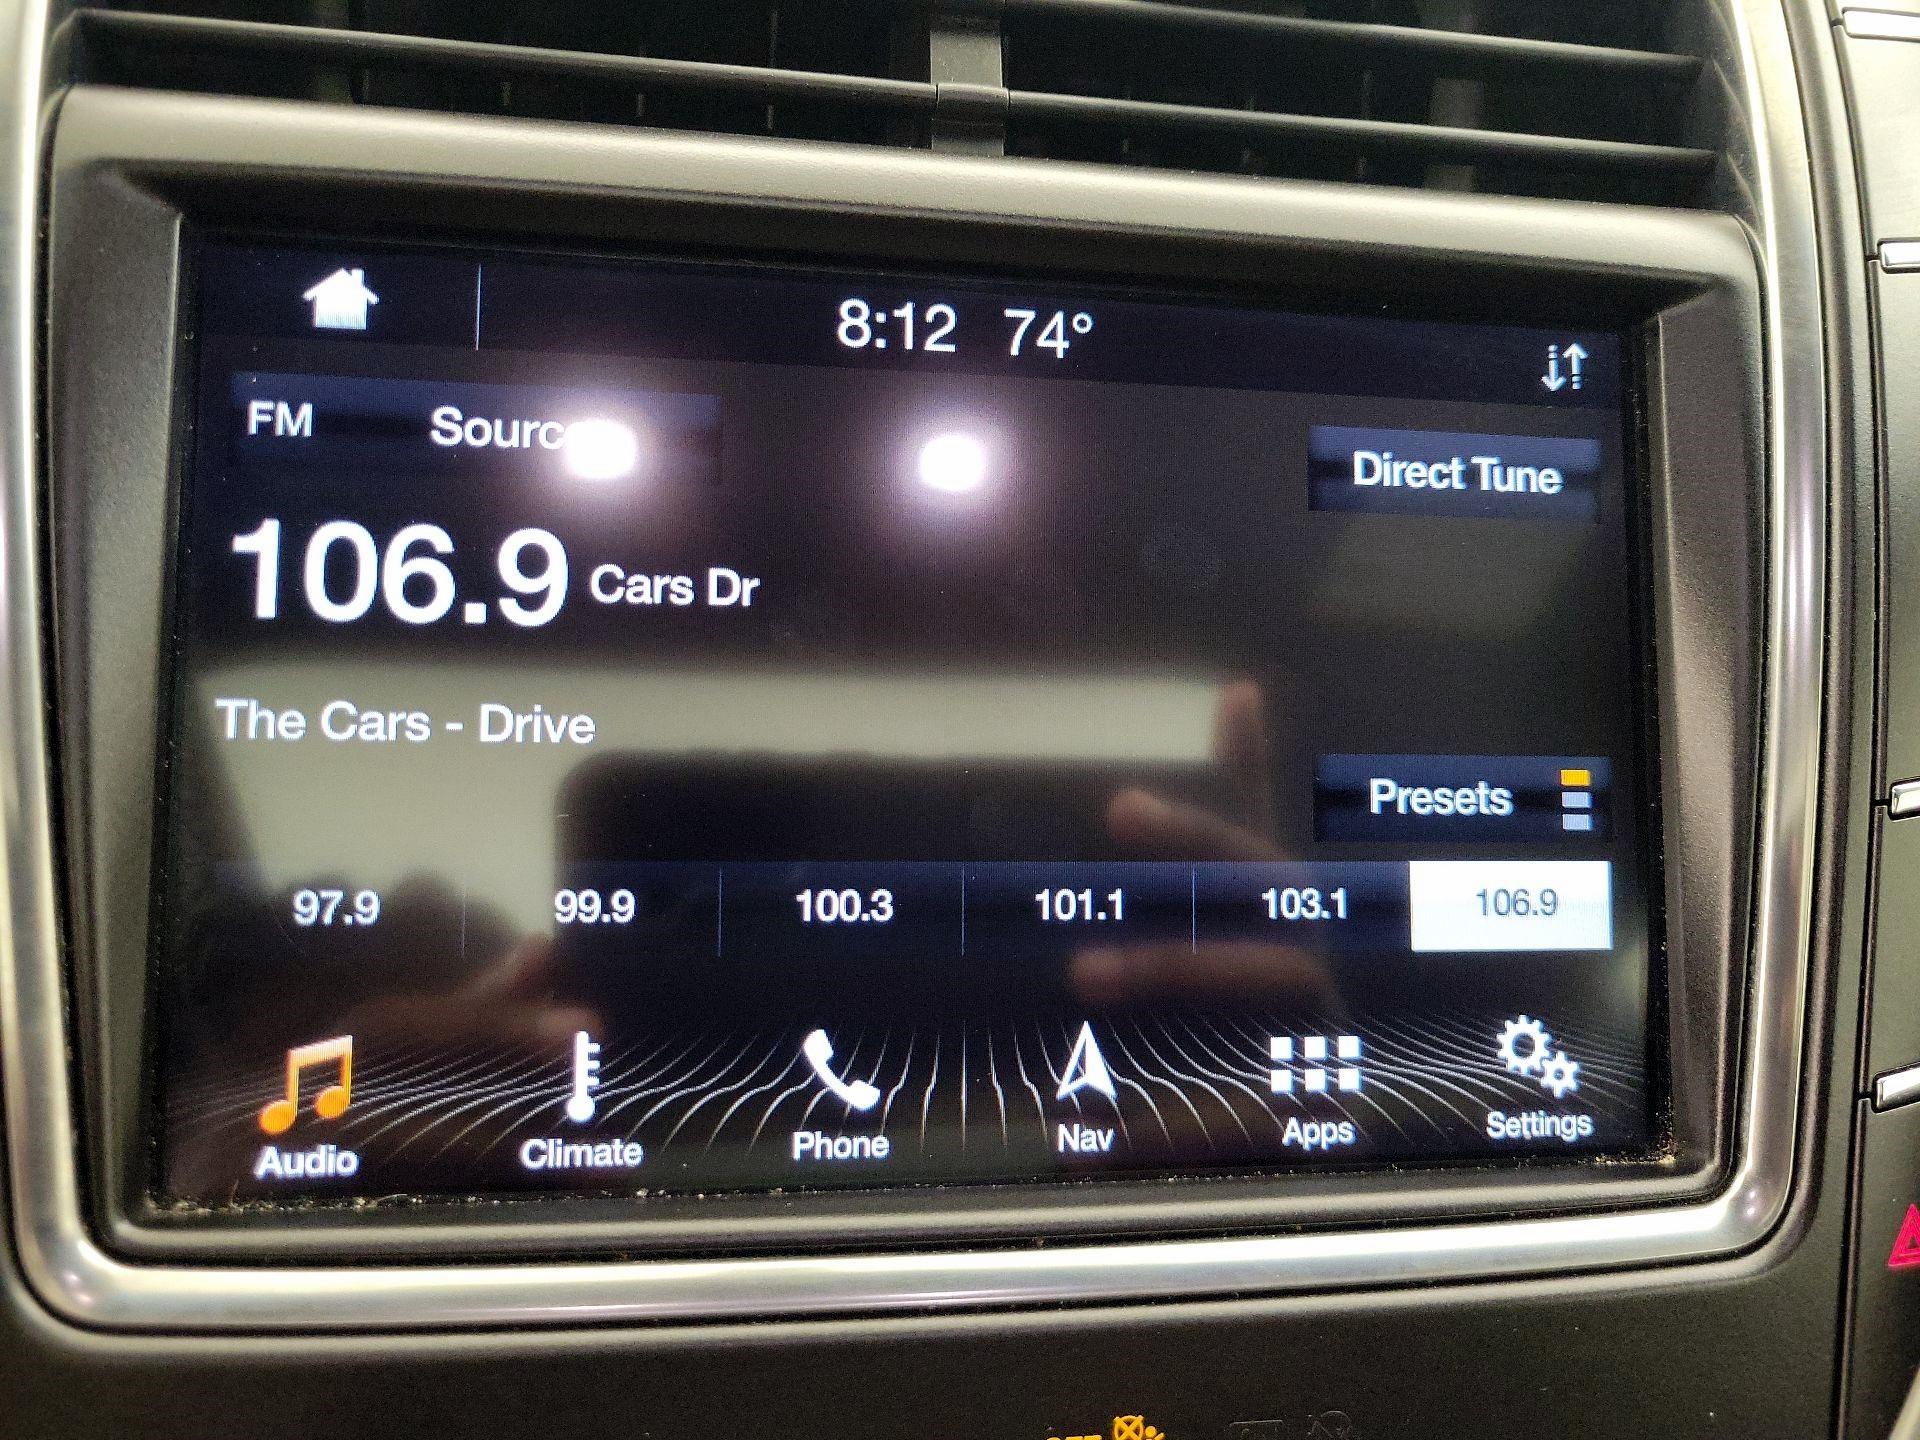 8:12 74°
FM Sourc
Direct Tune
106.9 Cars Dr
The Cars - Drive
Presets
97.9 99.9 100.3 101.1 103.1 106.9
Audio Climate Phone Nav Apps Settings